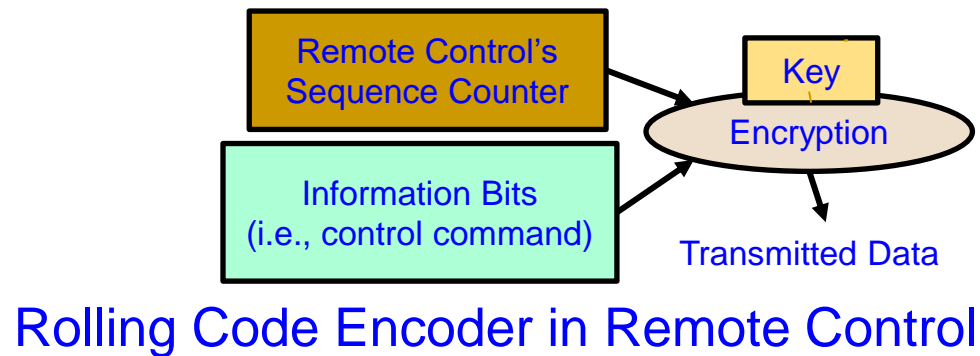 Remote Control's
Sequence Counter
Key
Encryption
Information Bits
(i.e., control command)
Transmitted Data
Rolling Code Encoder in Remote Control